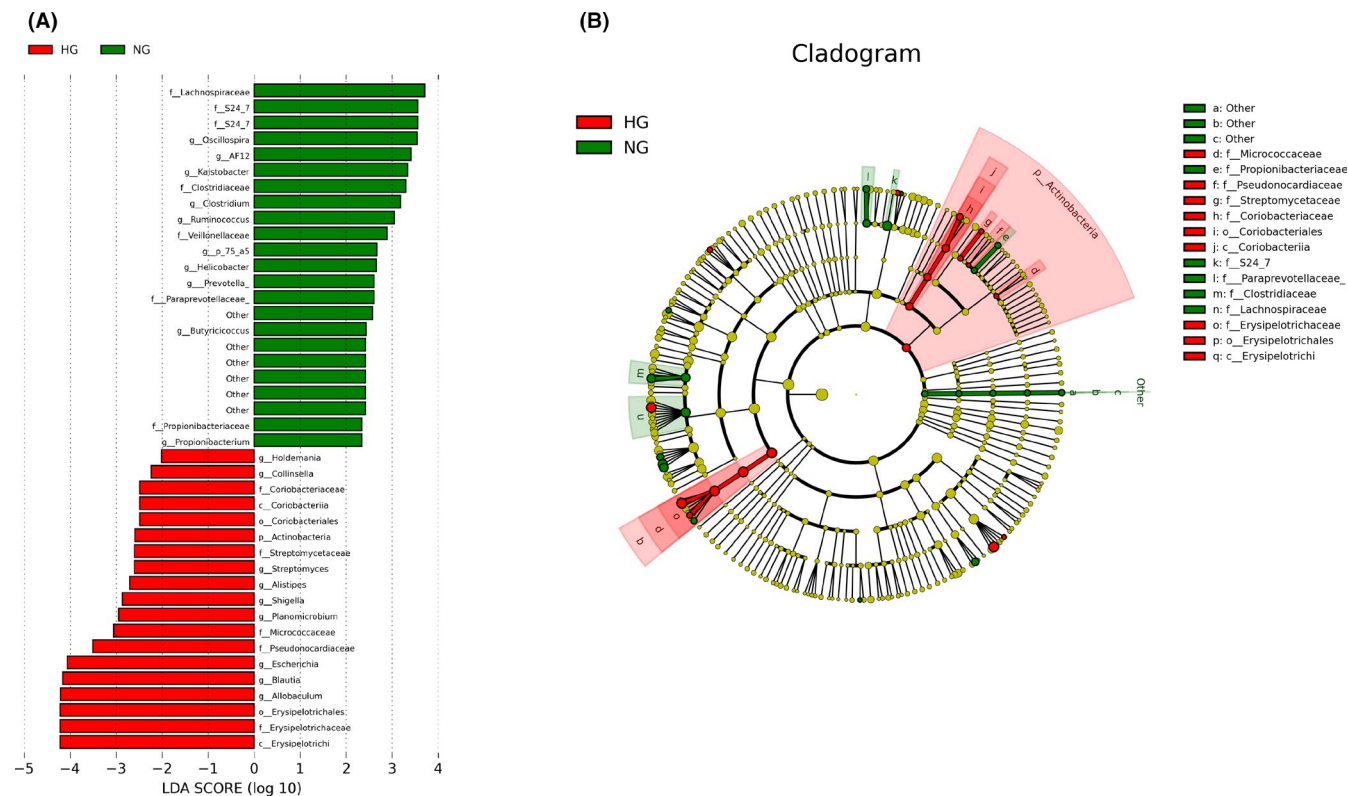 (A)
HG NG
f__Lachnospiraceae
f__S24_7
f__S24_7
g__Oscillospira
g__AF12
g__Kaistobacter
f__Clostridiaceae
g__Clostridium
g__Ruminococcus
f__Veillonellaceae
g__p_75_a5
g__Helicobacter
g__Prevotella_
f__Paraprevotellaceae_
Other
g__Butyricicoccus
Other
Other
Other
Other
Other
f__Propionibacteriaceae
g__Propionibacterium
g__Holdemania
g__Collinsella
f__Coriobacteriaceae
c__Coriobacteriia
o__Coriobacteriales
p__Actinobacteria
f__Streptomycetaceae
g__Streptomyces
g__Alistipes
g__Shigella
g__Planomicrobium
f__Micrococcaceae
f__Pseudonocardiaceae
g__Escherichia
g__Blautia
g__Allobaculum
o__Erysipelotrichales
f__Erysipelotrichaceae
c__Erysipelotrichi
−5 −4 −3 −2 −1 0 1 2 3 4
LDA SCORE (log 10)
(B)
Cladogram
HG
NG
l
k
j
i
h
g
f
e
d
p__Actinobacteria
m
n
o
p
q
a
b
c
Other
a: Other
b: Other
c: Other
d: f__Micrococcaceae
e: f__Propionibacteriaceae
f: f__Pseudonocardiaceae
g: f__Streptomycetaceae
h: f__Coriobacteriaceae
i: o__Coriobacteriales
j: c__Coriobacteriia
k: f__S24_7
l: f___Paraprevotellaceae_
m: f__Clostridiaceae
n: f__Lachnospiraceae
o: f__Erysipelotrichaceae
p: o__Erysipelotrichales
q: c__Erysipelotrichi